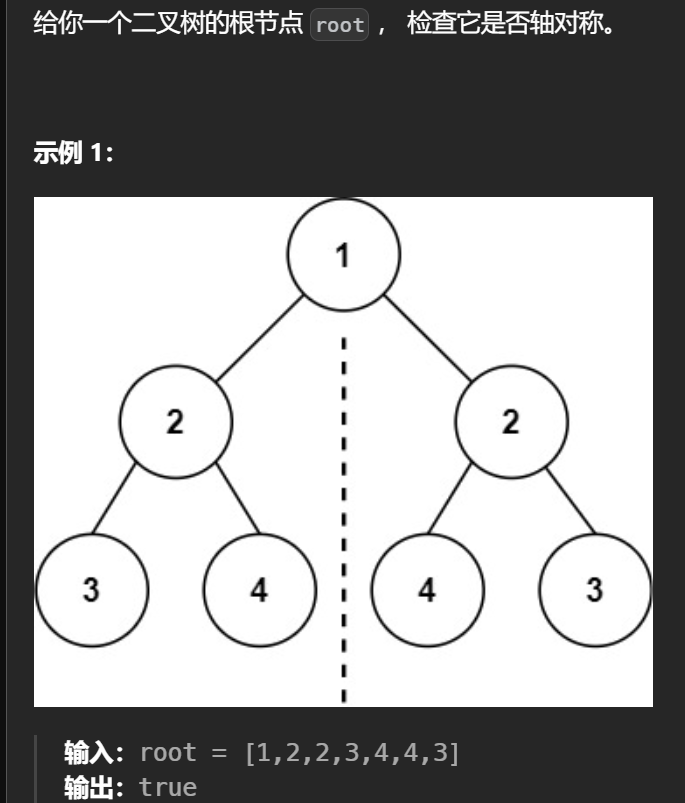 给你一个二叉树的根节点 root ， 检查它是否轴对称。
示例 1：
1
2 2
3 4 4 3
输入：root = [1,2,2,3,4,4,3]
输出：true